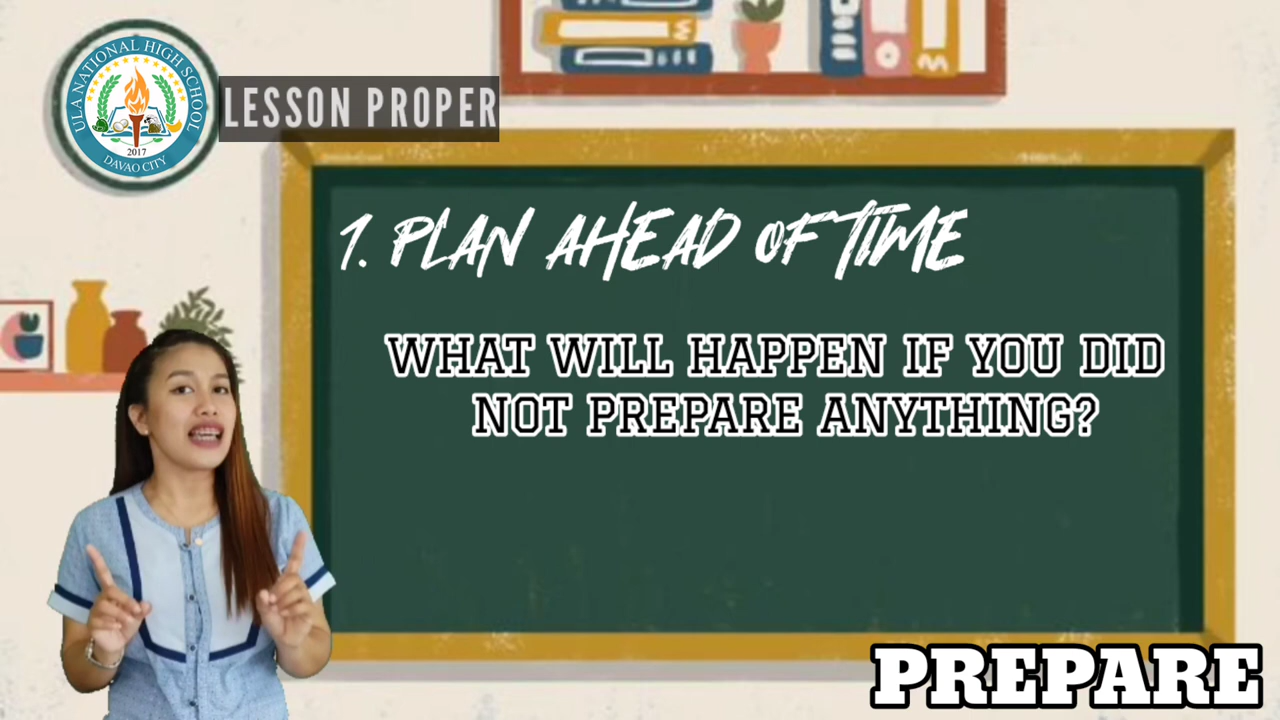 ULA NATIONAL HIGH SCHOOL
2017
DAVAO CITY
LESSON PROPER
1. PLAN AHEAD OF TIME
WHAT WILL HAPPEN IF YOU DID
NOT PREPARE ANYTHING?
PREPARE